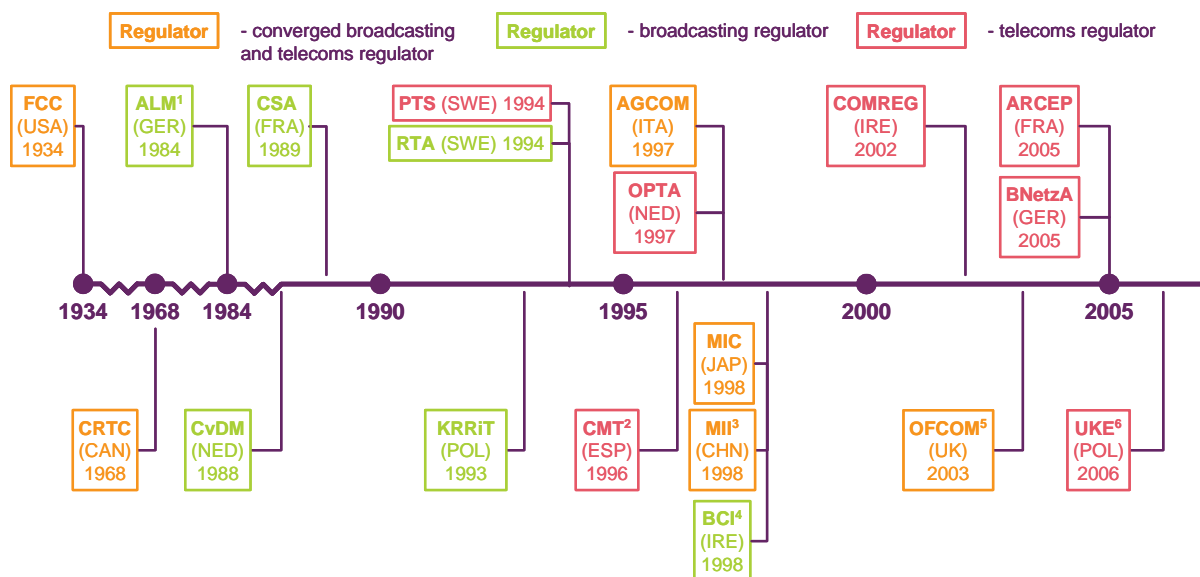 Regulator - converged broadcasting
and telecoms regulator
Regulator - broadcasting regulator
Regulator - telecoms regulator
FCC
(USA)
1934
ALM¹
(GER)
1984
CSA
(FRA)
1989
PTS (SWE) 1994
RTA (SWE) 1994
AGCOM
(ITA)
1997
OPTA
(NED)
1997
COMREG
(IRE)
2002
ARCEP
(FRA)
2005
BNetzA
(GER)
2005
1934 1968 1984 1990 1995 2000 2005
CRTC
(CAN)
1968
CvDM
(NED)
1988
KRRiT
(POL)
1993
CMT²
(ESP)
1996
MIC
(JAP)
1998
MII³
(CHN)
1998
BCI⁴
(IRE)
1998
OFCOM⁵
(UK)
2003
UKE⁶
(POL)
2006